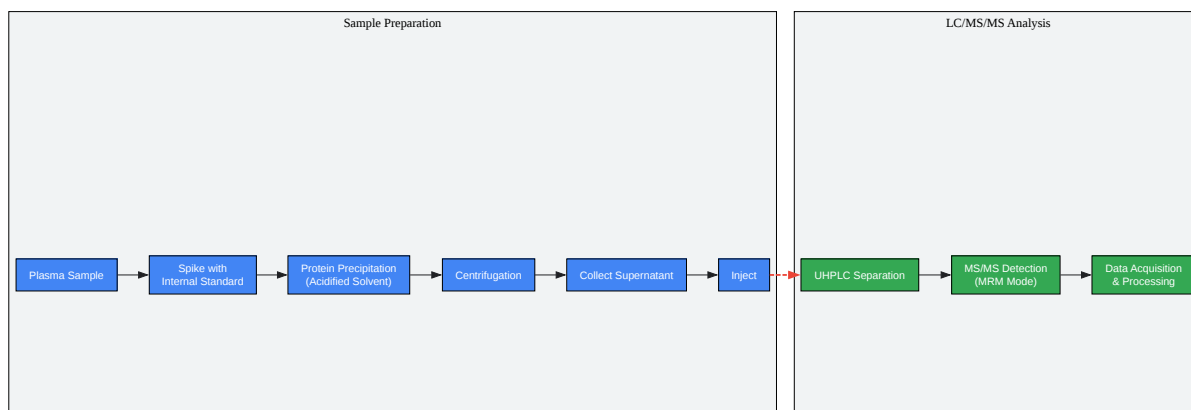 Sample Preparation
LC/MS/MS Analysis
Plasma Sample
Spike with
Internal Standard
Protein Precipitation
(Acidified Solvent)
Centrifugation
Collect Supernatant
Inject
UHPLC Separation
MS/MS Detection
(MRM Mode)
Data Acquisition
& Processing